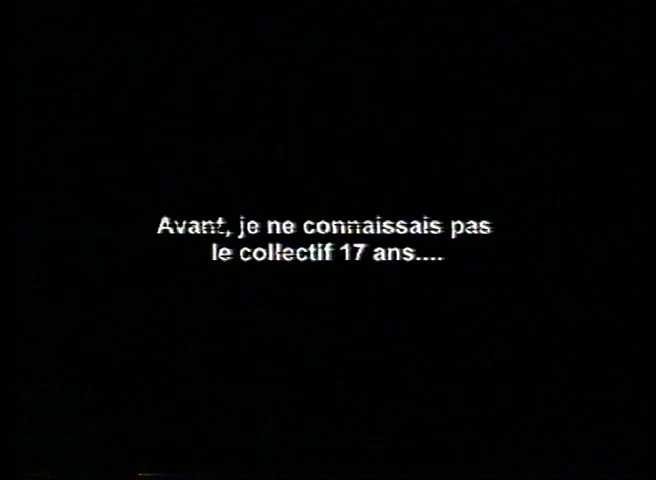 Avant, je ne connaissais pas
le collectif 17 ans....